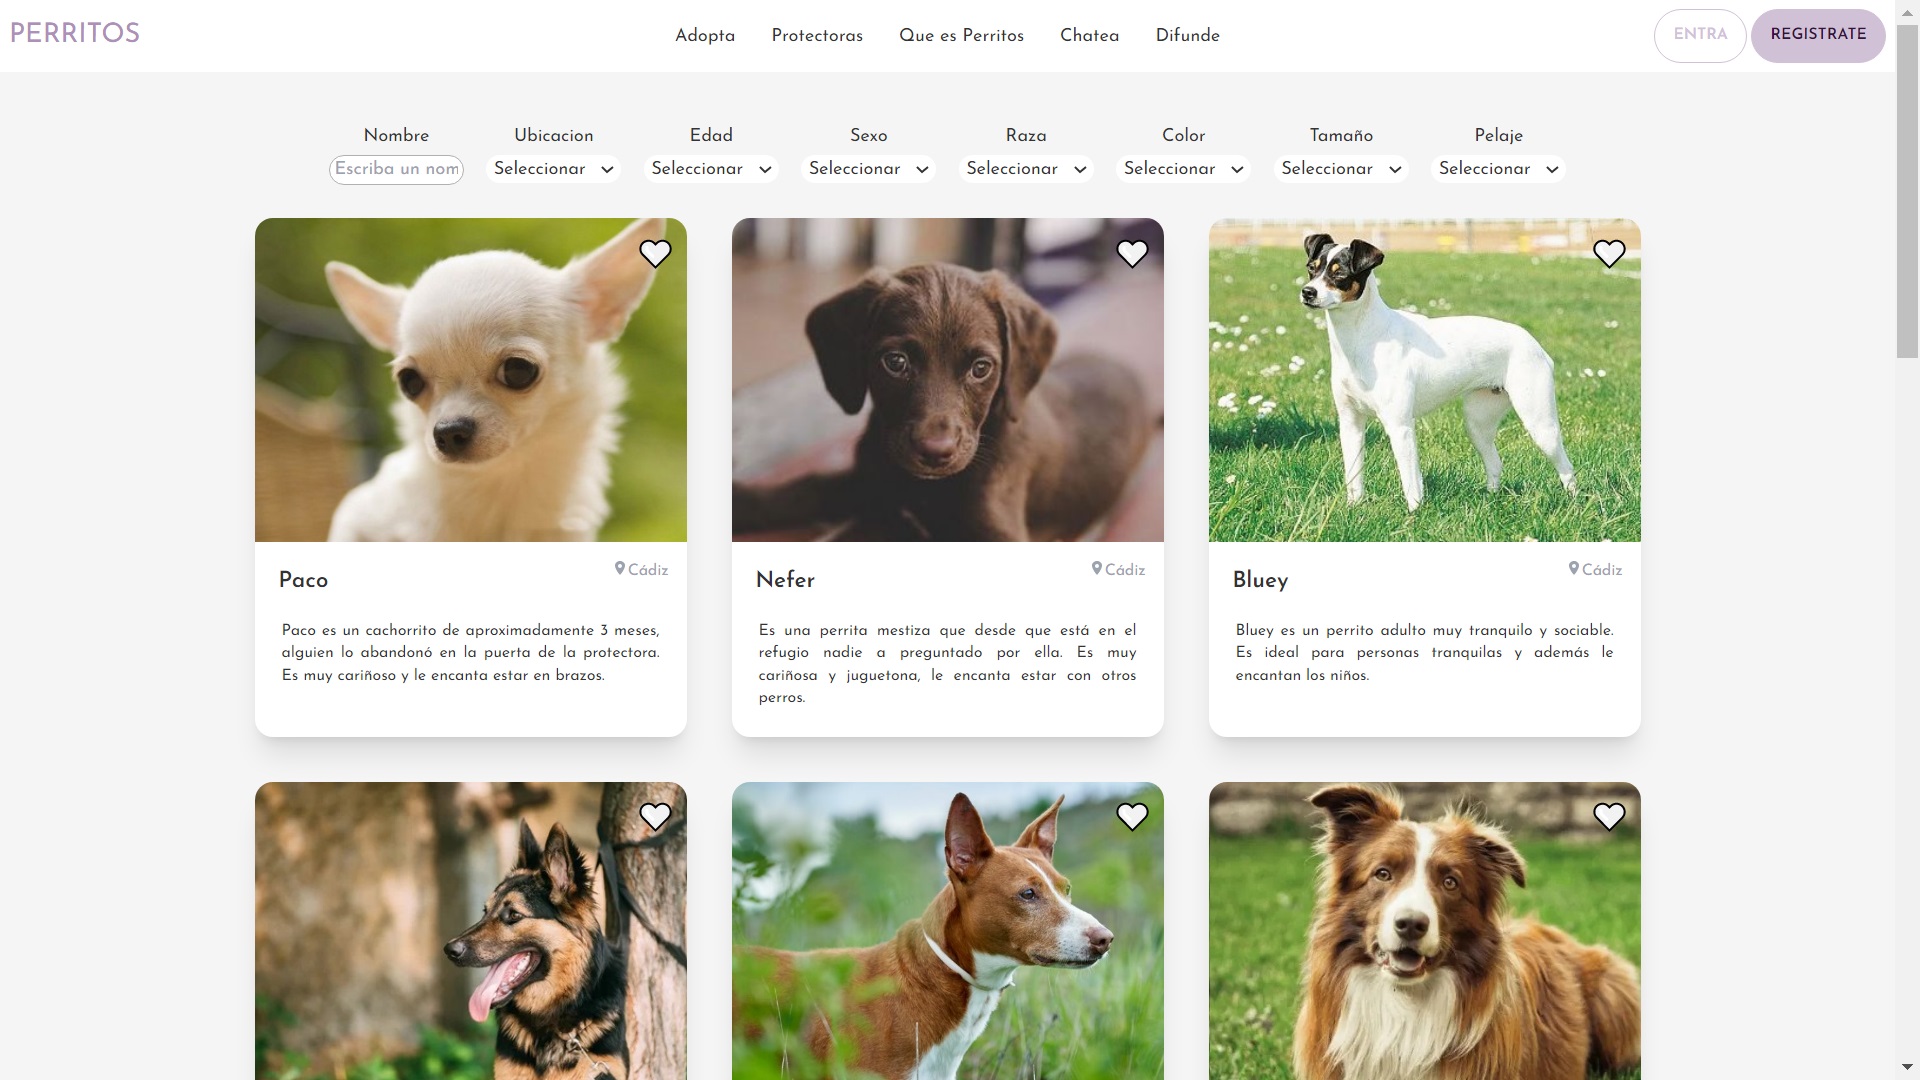 PERRITOS
Adopta Protectoras Que es Perritos Chatea Difunde
ENTRA REGISTRATE
Nombre Ubicacion Edad Sexo Raza Color Tamaño Pelaje
Escriba un nom Seleccionar Seleccionar Seleccionar Seleccionar Seleccionar Seleccionar Seleccionar
Paco
Cádiz
Paco es un cachorrito de aproximadamente 3 meses,
alguien lo abandonó en la puerta de la protectora.
Es muy cariñoso y le encanta estar en brazos.
Nefer
Cádiz
Es una perrita mestiza que desde que está en el
refugio nadie a preguntado por ella. Es muy
cariñosa y juguetona, le encanta estar con otros
perros.
Bluey
Cádiz
Bluey es un perrito adulto muy tranquilo y sociable.
Es ideal para personas tranquilas y además le
encantan los niños.